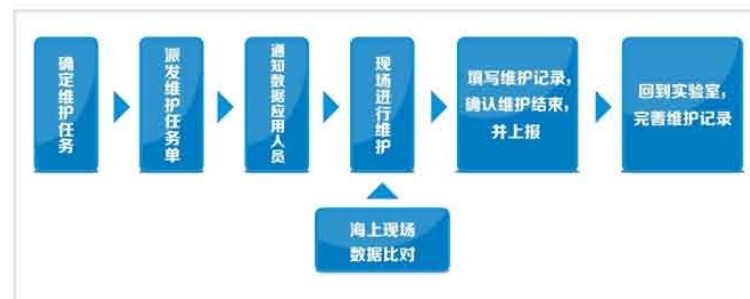 确定维护任务
派发维护任务单
通知数据应用人员
现场进行维护
填写维护记录，
确认维护结束，
并上报
回到实验室，
完善维护记录
海上现场
数据比对